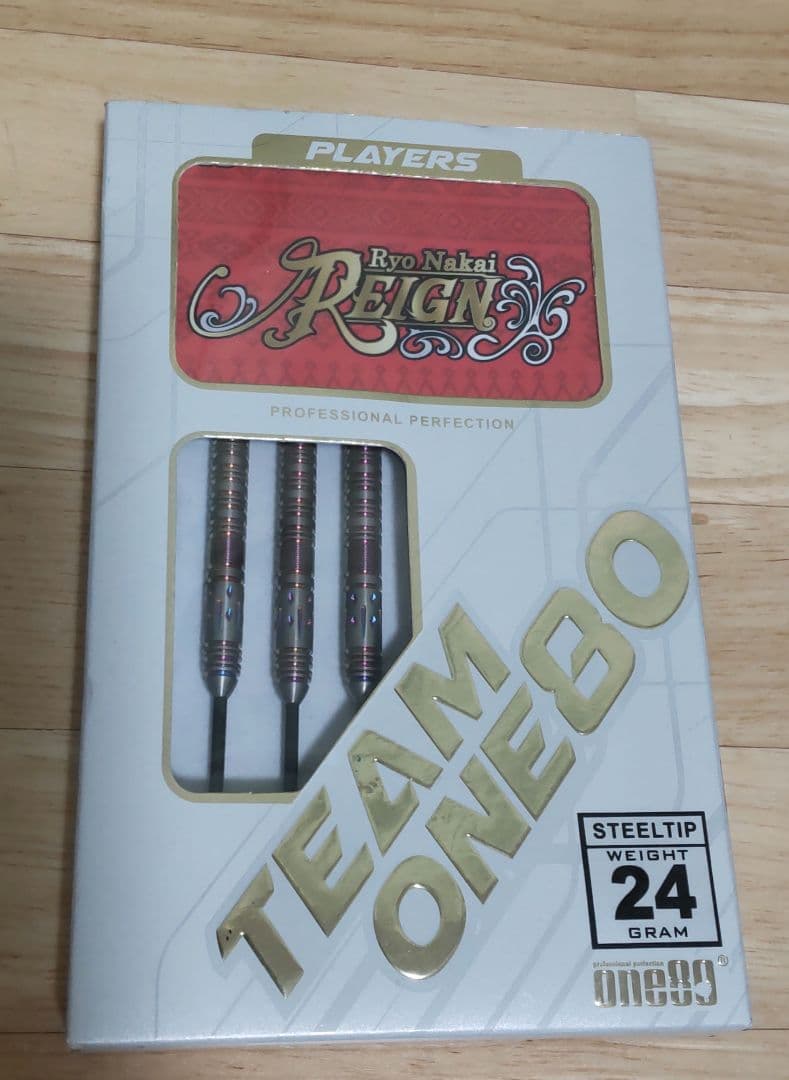 PLAYERS
Ryo Nakai
REIGN
PROFESSIONAL PERFECTION
TEAM
ONE80
STEELTIP
WEIGHT
24
GRAM
professional perfection
one80®